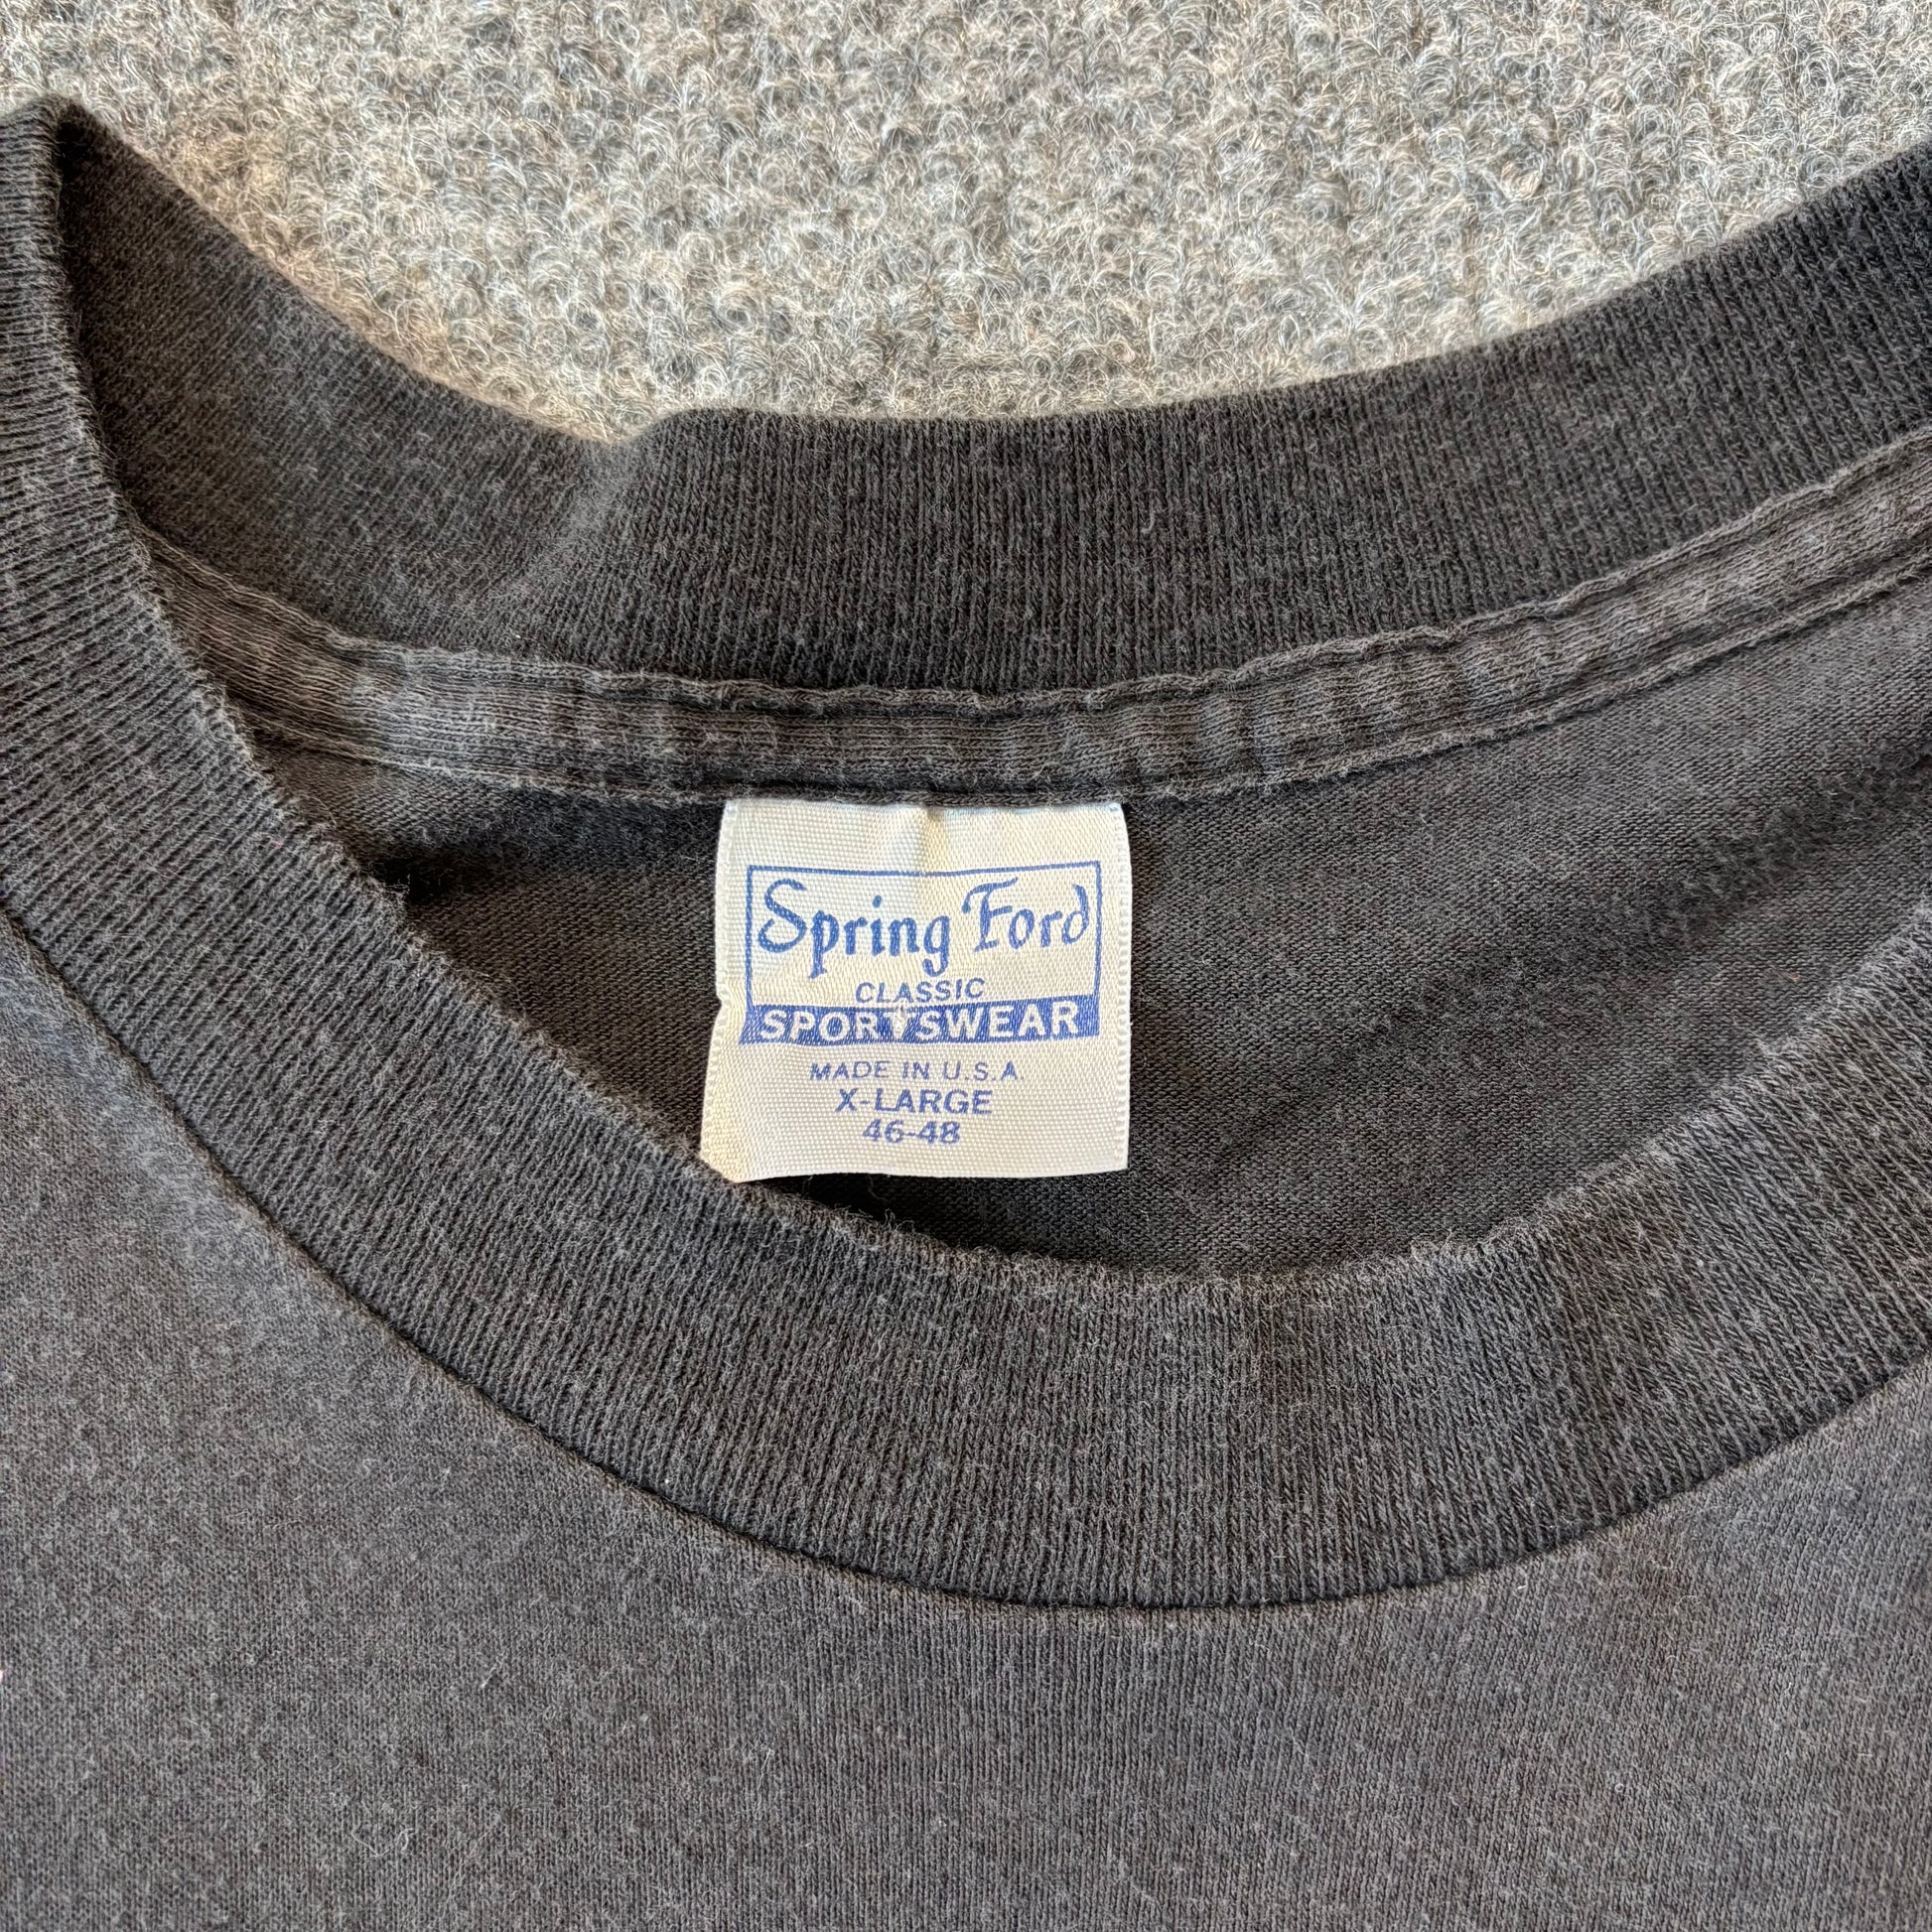 Spring Ford
CLASSIC
SPORTSWEAR
MADE IN U.S.A.
X-LARGE
46-48